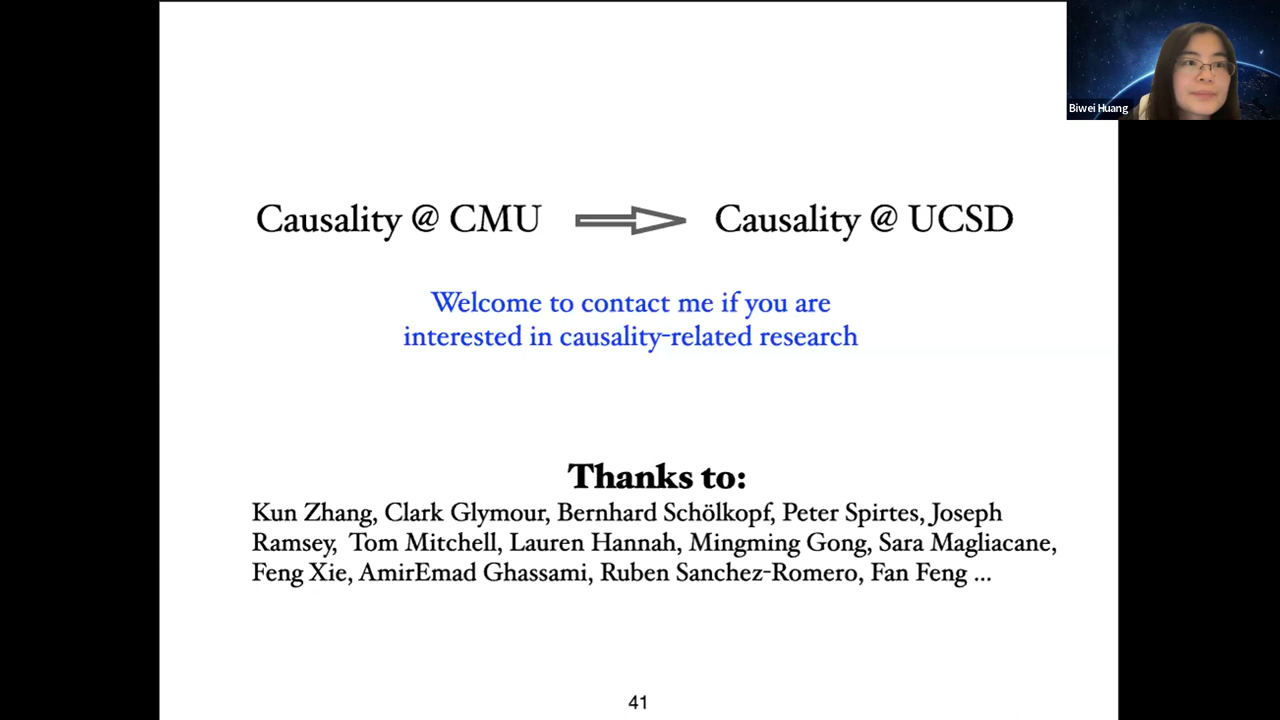 Biwei Huang
Causality @ CMU
Causality @ UCSD
Welcome to contact me if you are
interested in causality-related research
Thanks to:
Kun Zhang, Clark Glymour, Bernhard Schölkopf, Peter Spirtes, Joseph
Ramsey, Tom Mitchell, Lauren Hannah, Mingming Gong, Sara Magliacane,
Feng Xie, AmirEmad Ghassami, Ruben Sanchez-Romero, Fan Feng ...
41